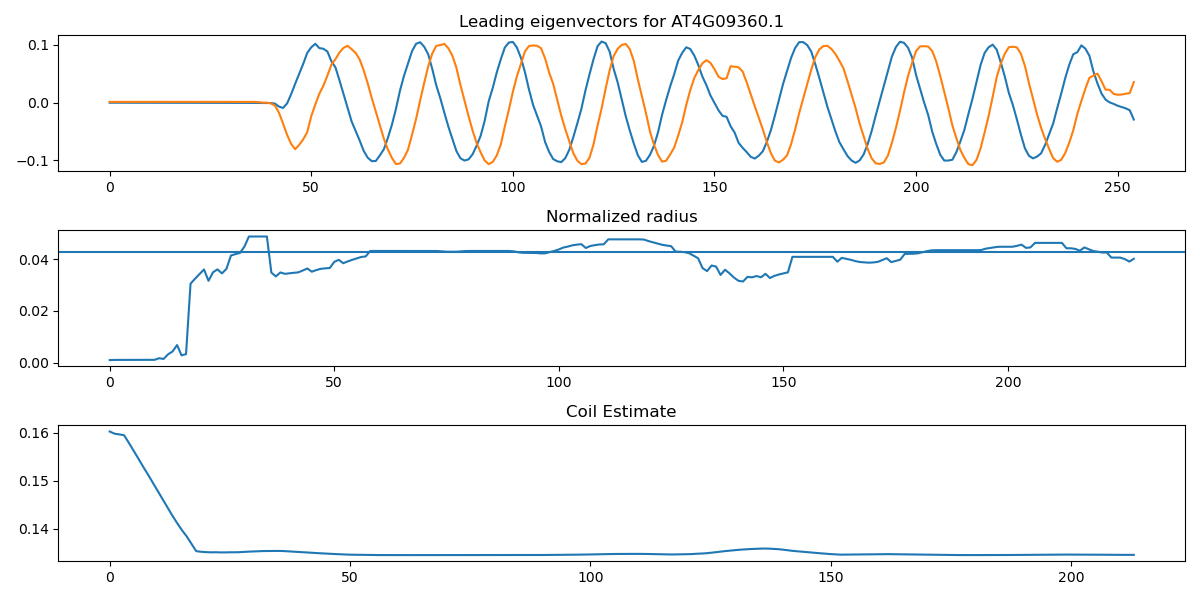 Leading eigenvectors for AT4G09360.1
0.1
0.0
−0.1
0 50 100 150 200 250
Normalized radius
0.04
0.02
0.00
0 50 100 150 200
Coil Estimate
0.16
0.15
0.14
0 50 100 150 200